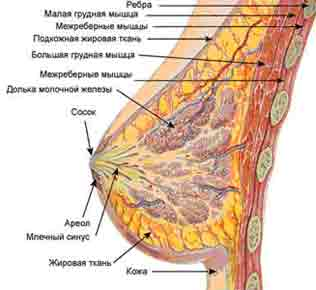 Ребра
Малая грудная мышца
Межреберные мышцы
Подкожная жировая ткань
Большая грудная мышца
Межреберные мышцы
Долька молочной железы
Сосок
Ареол
Млечный синус
Жировая ткань
Кожа